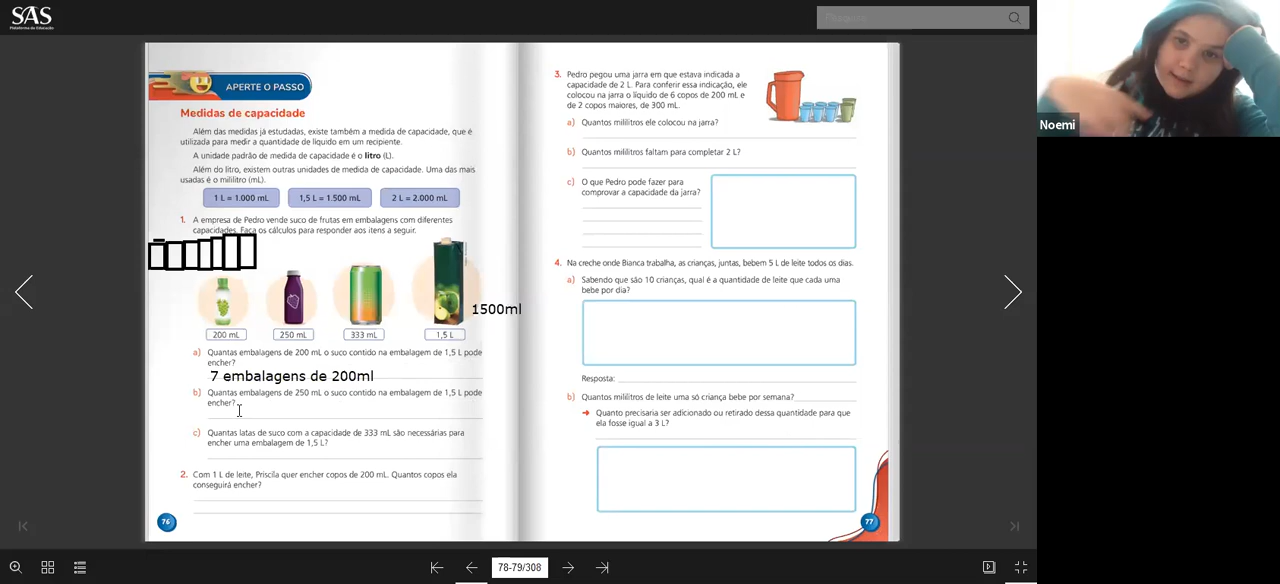 SAS
Plataforma de Educação
Pesquisar
Noemi
APERTE O PASSO
Medidas de capacidade
Além das medidas já estudadas, existe também a medida de capacidade, que é
utilizada para medir a quantidade de líquido em um recipiente.
A unidade padrão de medida de capacidade é o litro (L).
Além do litro, existem outras unidades de medida de capacidade. Uma das mais
usadas é o mililitro (mL).
1 L = 1.000 mL
1,5 L = 1.500 mL
2 L = 2.000 mL
1. A empresa de Pedro vende suco de frutas em embalagens com diferentes
capacidades. Faça os cálculos para responder aos itens a seguir.
1500ml
200 mL
250 mL
333 mL
1,5 L
a) Quantas embalagens de 200 mL o suco contido na embalagem de 1,5 L pode
encher?
7 embalagens de 200ml
b) Quantas embalagens de 250 mL o suco contido na embalagem de 1,5 L pode
encher?
c) Quantas latas de suco com a capacidade de 333 mL são necessárias para
encher uma embalagem de 1,5 L?
2. Com 1 L de leite, Priscila quer encher copos de 200 mL. Quantos copos ela
conseguirá encher?
76
3. Pedro pegou uma jarra em que estava indicada a
capacidade de 2 L. Para conferir essa indicação, ele
colocou na jarra o líquido de 6 copos de 200 mL e
de 2 copos maiores, de 300 mL.
a) Quantos mililitros ele colocou na jarra?
b) Quantos mililitros faltam para completar 2 L?
c) O que Pedro pode fazer para
comprovar a capacidade da jarra?
4. Na creche onde Bianca trabalha, as crianças, juntas, bebem 5 L de leite todos os dias.
a) Sabendo que são 10 crianças, qual é a quantidade de leite que cada uma
bebe por dia?
Resposta:
b) Quantos mililitros de leite uma só criança bebe por semana?
Quanto precisaria ser adicionado ou retirado dessa quantidade para que
ela fosse igual a 3 L?
77
78-79/308